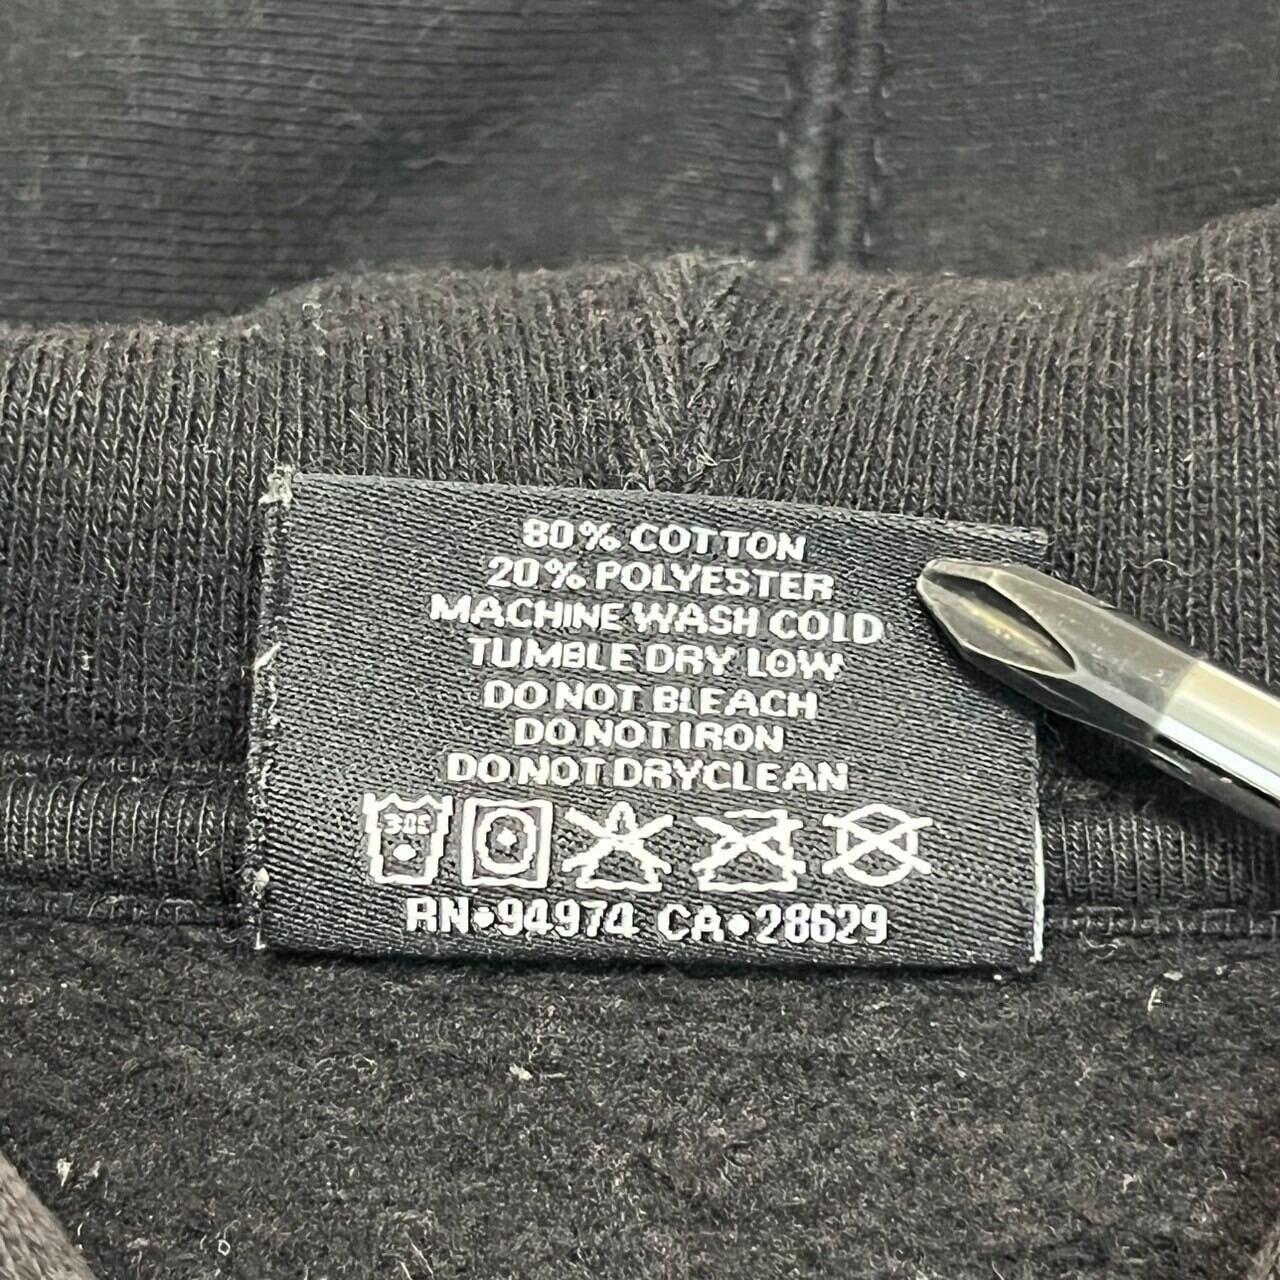 80% COTTON
20% POLYESTER
MACHINE WASH COLD
TUMBLE DRY LOW
DO NOT BLEACH
DO NOT IRON
DO NOT DRYCLEAN
30C
RN•94974 CA•28629